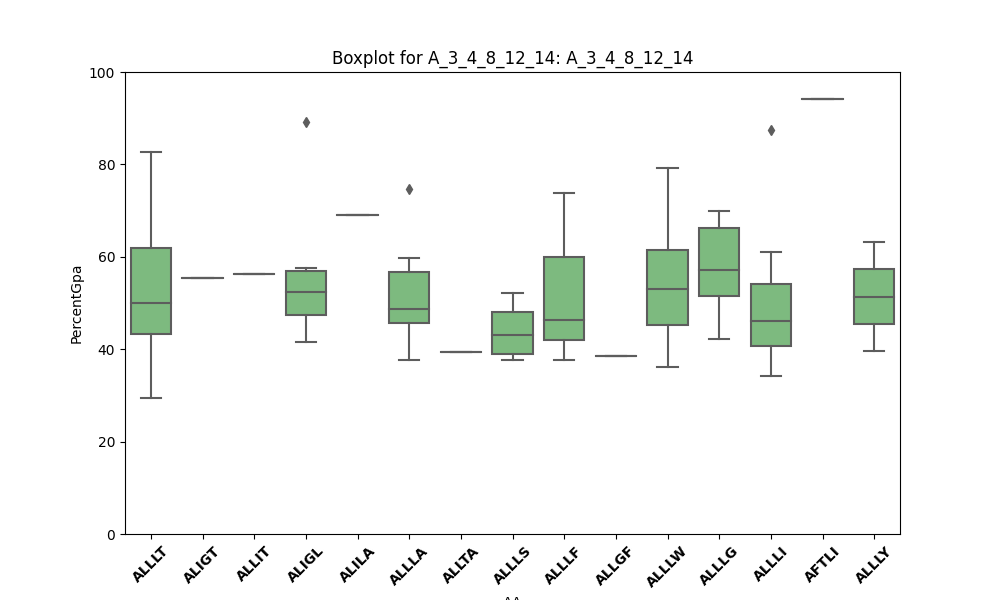 Boxplot for A_3_4_8_12_14: A_3_4_8_12_14
100
80
60
40
20
0
PercentGpa
ALLLT
ALIGT
ALLIT
ALIGL
ALILA
ALLLA
ALLTA
ALLLS
ALLLF
ALLGF
ALLLW
ALLLG
ALLLI
AFTLI
ALLLY